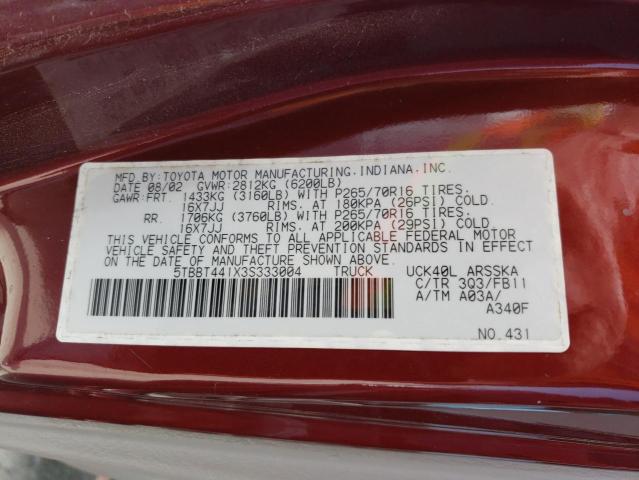 MFD.BY:TOYOTA MOTOR MANUFACTURING.INDIANA.INC.
DATE 08/02 GVWR:2812KG (6200LB)
GAWR:FRT. 1433KG (3160LB) WITH P265/70R16 TIRES.
16X7JJ RIMS.AT 180KPA (26PSI) COLD.
RR. 1706KG (3760LB) WITH P265/70R16 TIRES.
16X7JJ RIMS.AT 200KPA (29PSI) COLD.
THIS VEHICLE CONFORMS TO ALL APPLICABLE FEDERAL MOTOR
VEHICLE SAFETY AND THEFT PREVENTION STANDARDS IN EFFECT
ON THE DATE OF MANUFACTURE SHOWN ABOVE.
5TBBT441X3S333004 TRUCK UCK40L ARSSKA
C/TR 3Q3/FB11
A/TM A03A/
A340F
NO.431